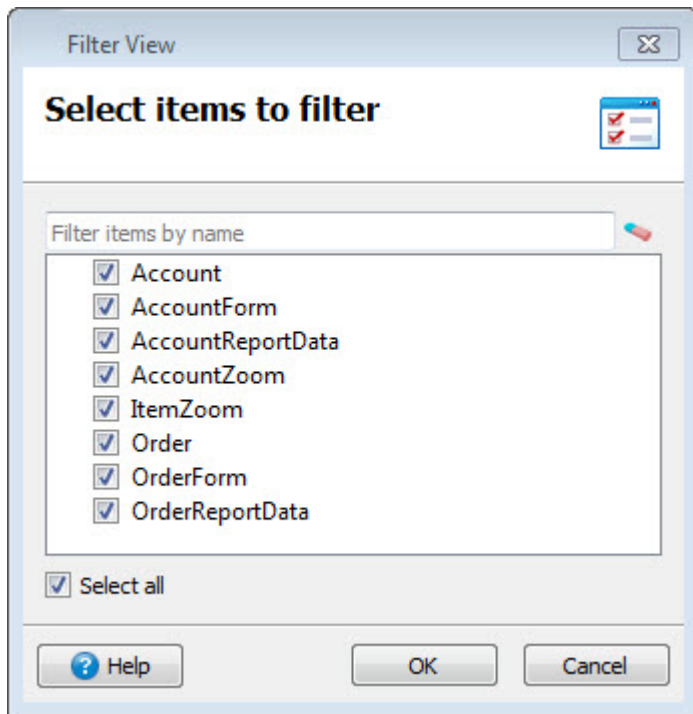 Filter View
Select items to filter
Filter items by name
Account
AccountForm
AccountReportData
AccountZoom
ItemZoom
Order
OrderForm
OrderReportData
Select all
? Help OK Cancel